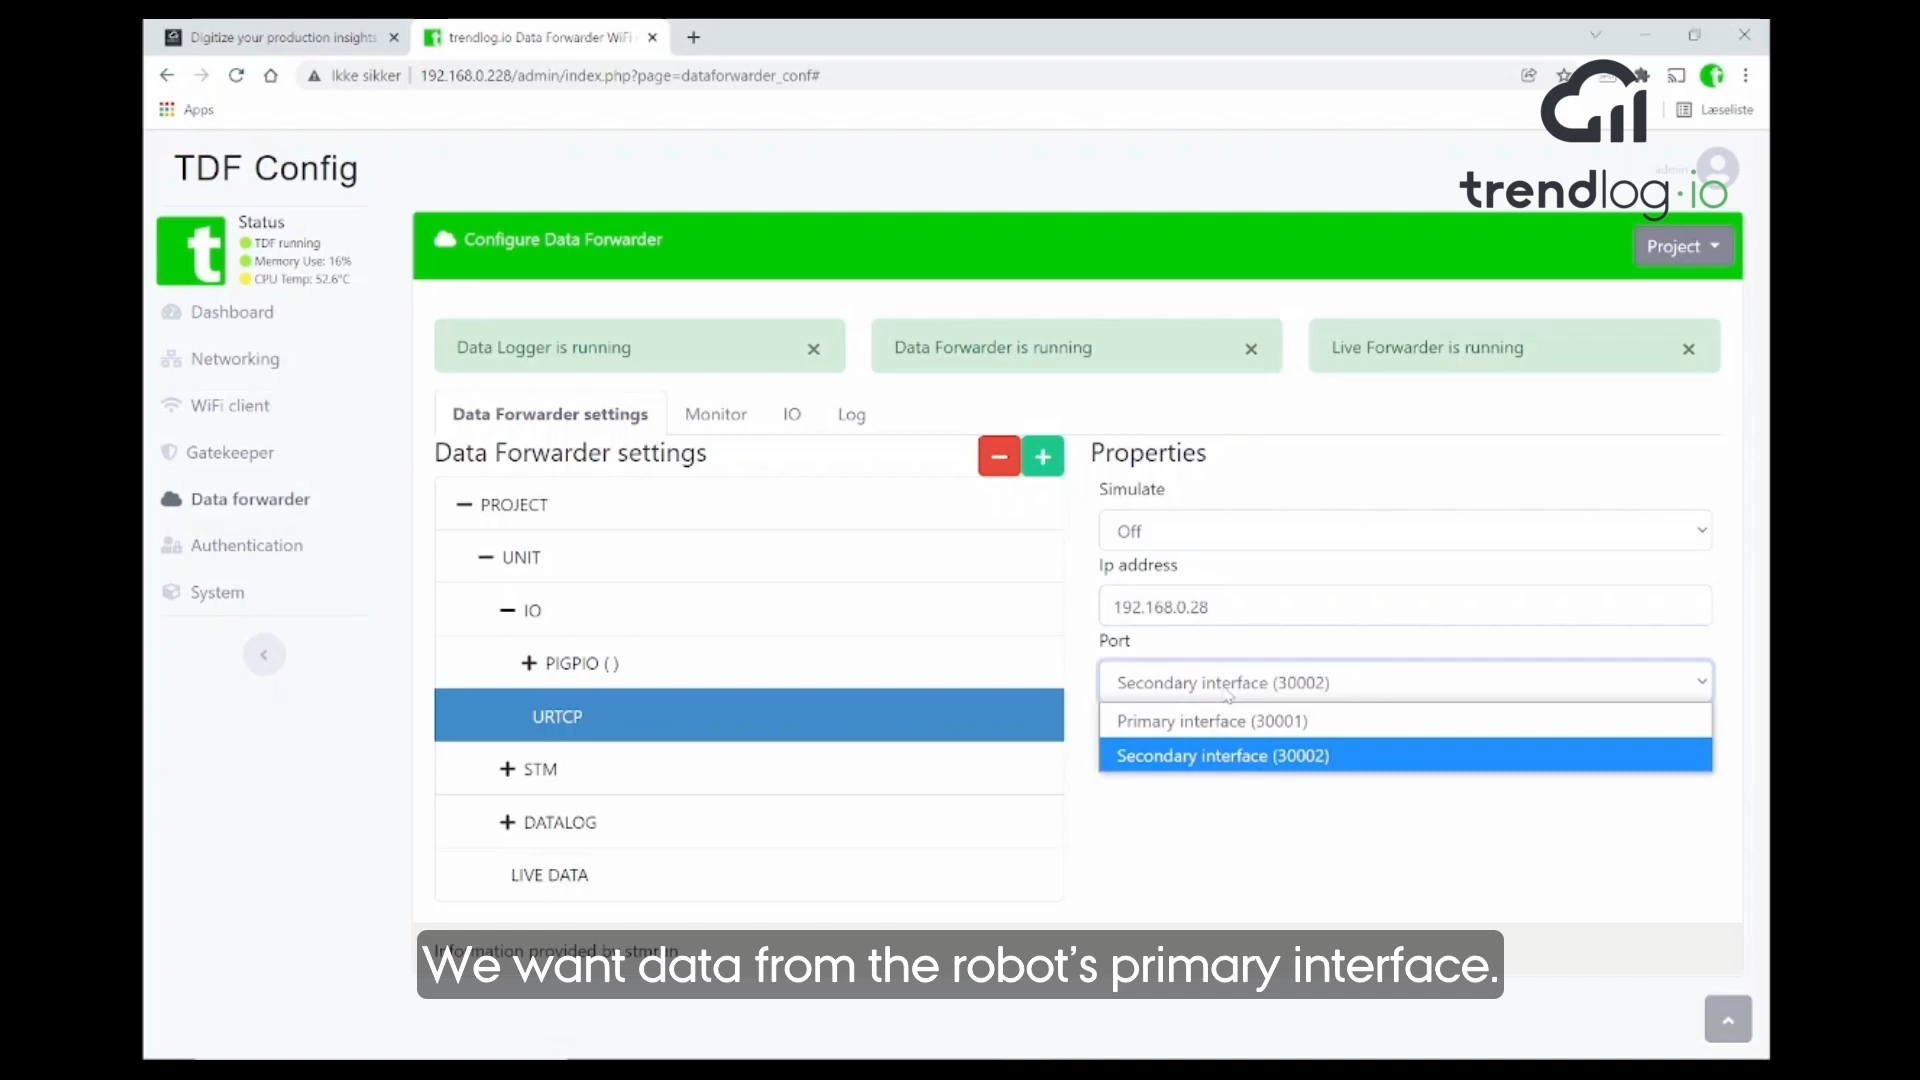 Digitize your production insights
trendlog.io Data Forwarder WiFi
Ikke sikker
192.168.0.228/admin/index.php?page=dataforwarder_conf#
Apps
Læseliste
TDF Config
admin
trendlog.io
Status
TDF running
Memory Use: 16%
CPU Temp: 52.6°C
Dashboard
Networking
WiFi client
Gatekeeper
Data forwarder
Authentication
System
Configure Data Forwarder
Project
Data Logger is running
Data Forwarder is running
Live Forwarder is running
Data Forwarder settings
Monitor
IO
Log
Data Forwarder settings
PROJECT
UNIT
IO
PIGPIO ( )
URTCP
STM
DATALOG
LIVE DATA
Properties
Simulate
Off
Ip address
192.168.0.28
Port
Secondary interface (30002)
Primary interface (30001)
Secondary interface (30002)
Information provided by
We want data from the robot's primary interface.